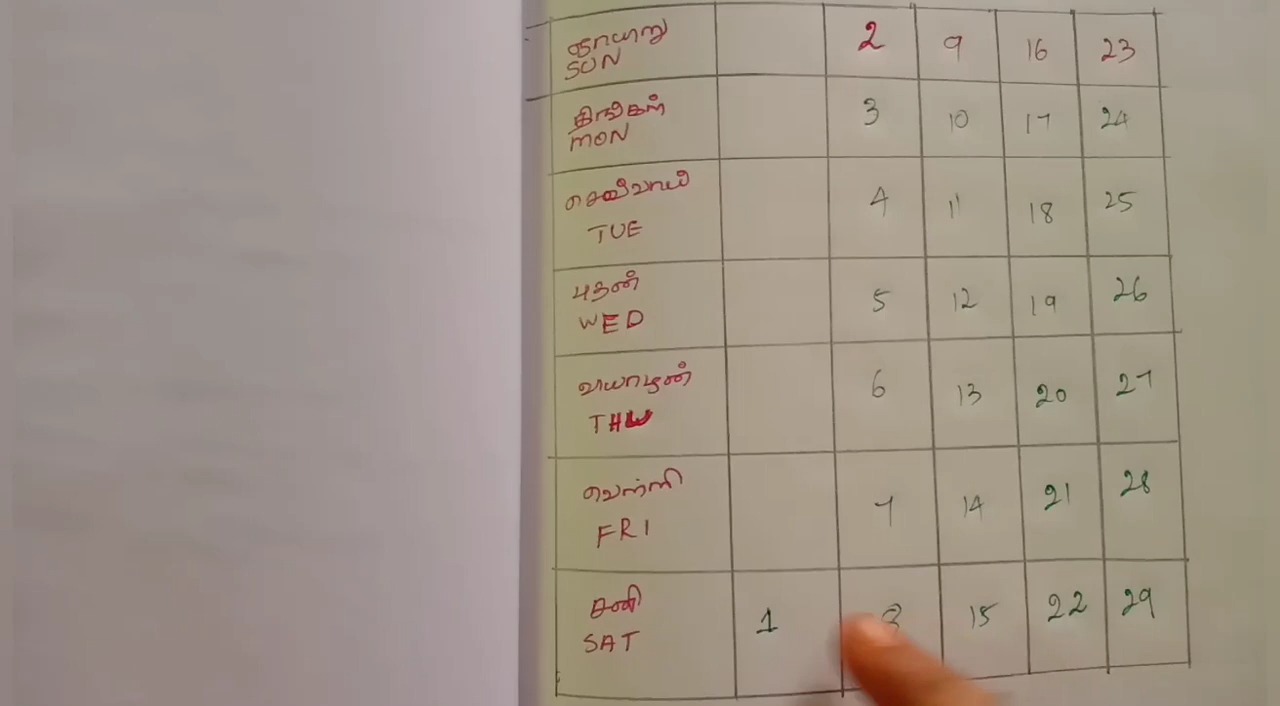 ஞாயிறு 2 9 16 23
SUN
திங்கள் 3 10 17 24
MON
செவ்வாய் 4 11 18 25
TUE
புதன் 5 12 19 26
WED
வியாழன் 6 13 20 27
THU
வெள்ளி 7 14 21 28
FRI
சனி 1 8 15 22 29
SAT